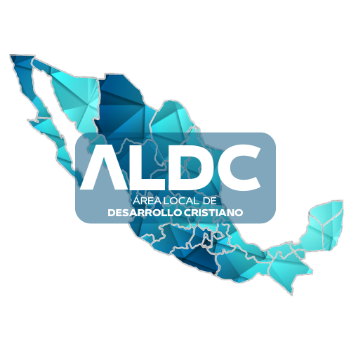 ALDC
ÁREA LOCAL DE
DESARROLLO CRISTIANO